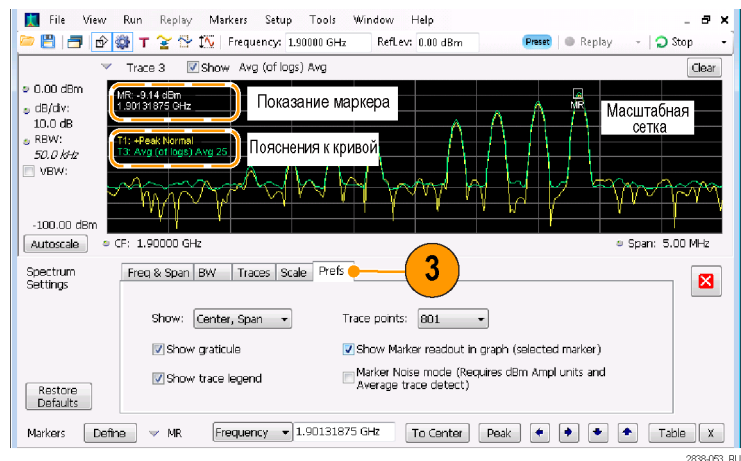 File View Run Replay Markers Setup Tools Window Help
T Frequency: 1.90000 GHz RefLev: 0.00 dBm Preset Replay Stop
Trace 3 Show Avg (of logs) Avg Clear
0.00 dBm
dB/div:
10.0 dB
RBW:
50.0 kHz
VBW:
-100.00 dBm
MR: -9.14 dBm
1.90131875 GHz
Показание маркера
T1: +Peak Normal
T3: Avg (of logs) Avg 25
Пояснения к кривой
MR
Масштабная
сетка
Autoscale CF: 1.90000 GHz Span: 5.00 MHz
Spectrum
Settings
Freq & Span BW Traces Scale Prefs
3
Show: Center, Span Trace points: 801
Show graticule Show Marker readout in graph (selected marker)
Show trace legend Marker Noise mode (Requires dBm Ampl units and
Average trace detect)
Restore
Defaults
Markers Define MR Frequency 1.90131875 GHz To Center Peak Table X
2838-053_RU